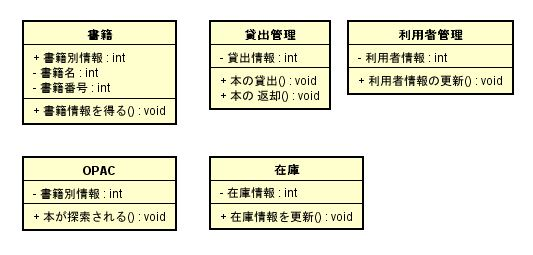 書籍
+ 書籍別情報 : int
- 書籍名 : int
- 書籍番号 : int
+ 書籍情報を得る() : void
貸出管理
- 貸出情報 : int
+ 本の貸出() : void
+ 本の 返却() : void
利用者管理
- 利用者情報 : int
+ 利用者情報の更新() : void
OPAC
- 書籍別情報 : int
+ 本が探索される() : void
在庫
- 在庫情報 : int
+ 在庫情報を更新() : void